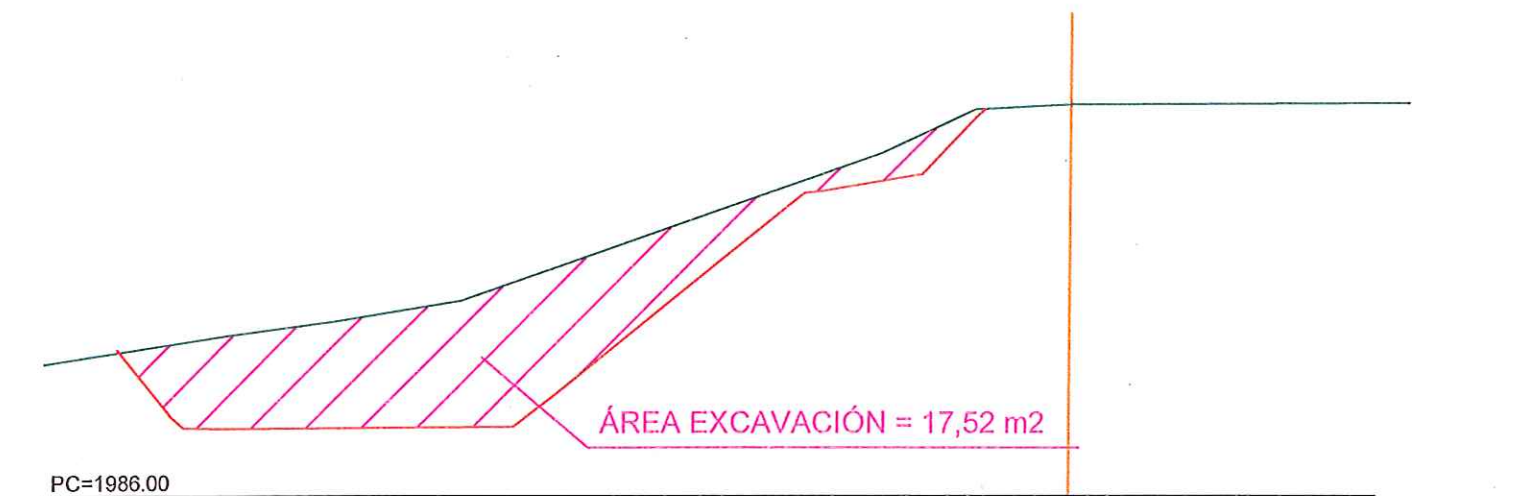 ÁREA EXCAVACIÓN = 17,52 m2
PC=1986.00